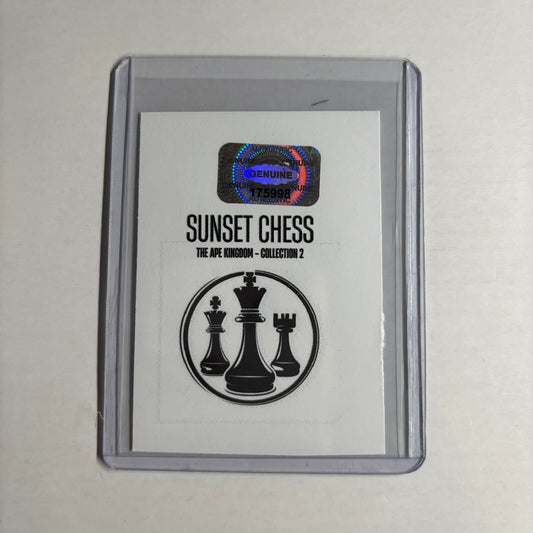 GENUINE
175998
SUNSET CHESS
THE APE KINGDOM - COLLECTION 2